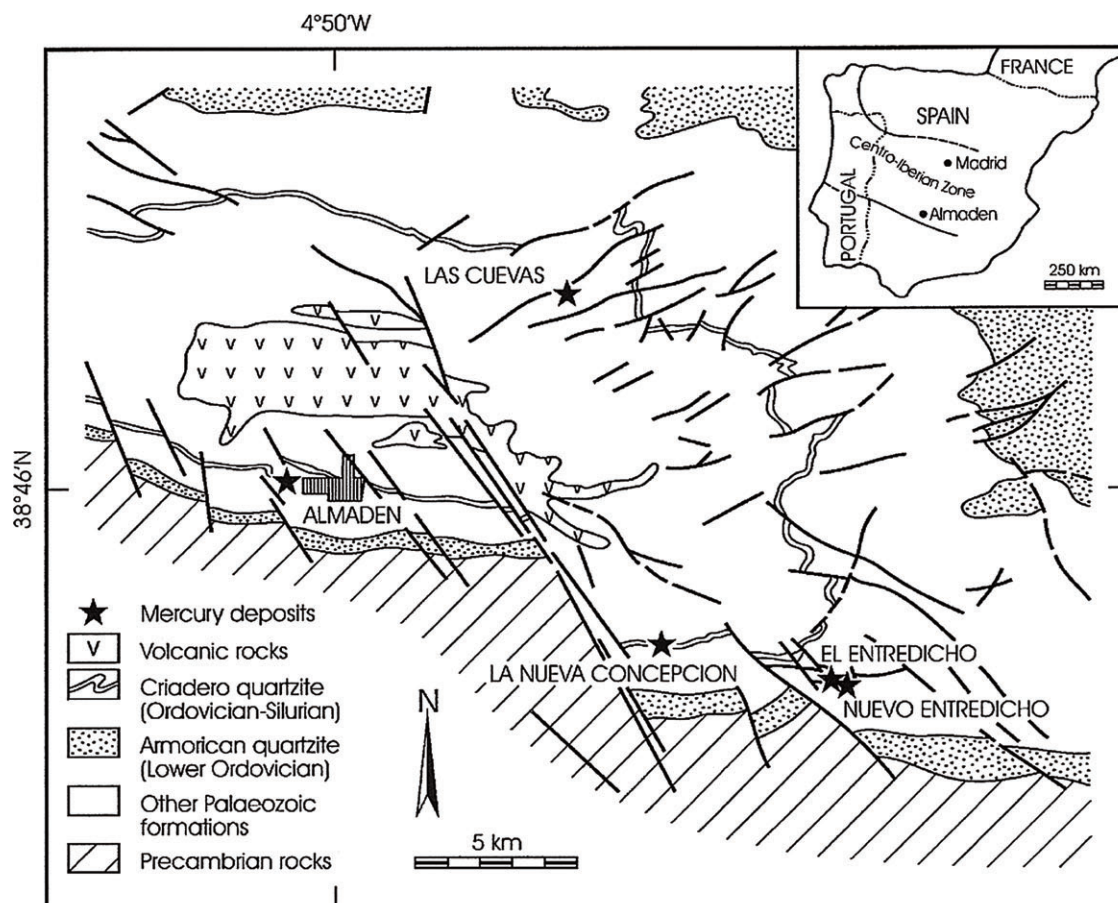 4°50'W
FRANCE
SPAIN
Centro-Iberian Zone
Madrid
PORTUGAL
Almaden
250 km
LAS CUEVAS
38°46'N
ALMADEN
EL ENTREDICHO
LA NUEVA CONCEPCION
NUEVO ENTREDICHO
Mercury deposits
v Volcanic rocks
Criadero quartzite
(Ordovician-Silurian)
Armorican quartzite
(Lower Ordovician)
Other Palaeozoic
formations
Precambrian rocks
N
5 km